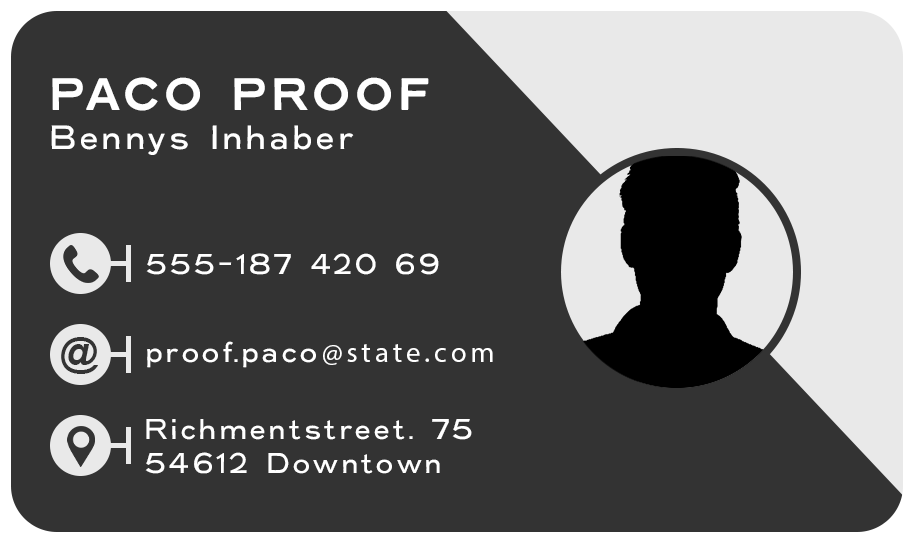 PACO PROOF
Bennys Inhaber
555-187 420 69
proof.paco@state.com
Richmentstreet. 75
54612 Downtown